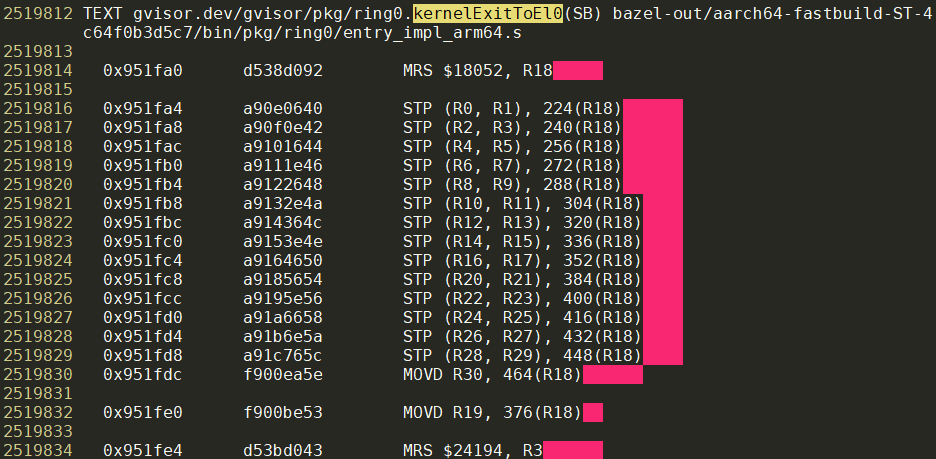 2519812 TEXT gvisor.dev/gvisor/pkg/ring0.kernelExitToEl0(SB) bazel-out/aarch64-fastbuild-ST-4
c64f0b3d5c7/bin/pkg/ring0/entry_impl_arm64.s
2519813
2519814 0x951fa0 d538d092 MRS $18052, R18
2519815
2519816 0x951fa4 a90e0640 STP (R0, R1), 224(R18)
2519817 0x951fa8 a90f0e42 STP (R2, R3), 240(R18)
2519818 0x951fac a9101644 STP (R4, R5), 256(R18)
2519819 0x951fb0 a9111e46 STP (R6, R7), 272(R18)
2519820 0x951fb4 a9122648 STP (R8, R9), 288(R18)
2519821 0x951fb8 a9132e4a STP (R10, R11), 304(R18)
2519822 0x951fbc a914364c STP (R12, R13), 320(R18)
2519823 0x951fc0 a9153e4e STP (R14, R15), 336(R18)
2519824 0x951fc4 a9164650 STP (R16, R17), 352(R18)
2519825 0x951fc8 a9185654 STP (R20, R21), 384(R18)
2519826 0x951fcc a9195e56 STP (R22, R23), 400(R18)
2519827 0x951fd0 a91a6658 STP (R24, R25), 416(R18)
2519828 0x951fd4 a91b6e5a STP (R26, R27), 432(R18)
2519829 0x951fd8 a91c765c STP (R28, R29), 448(R18)
2519830 0x951fdc f900ea5e MOVD R30, 464(R18)
2519831
2519832 0x951fe0 f900be53 MOVD R19, 376(R18)
2519833
2519834 0x951fe4 d53bd043 MRS $24194, R3